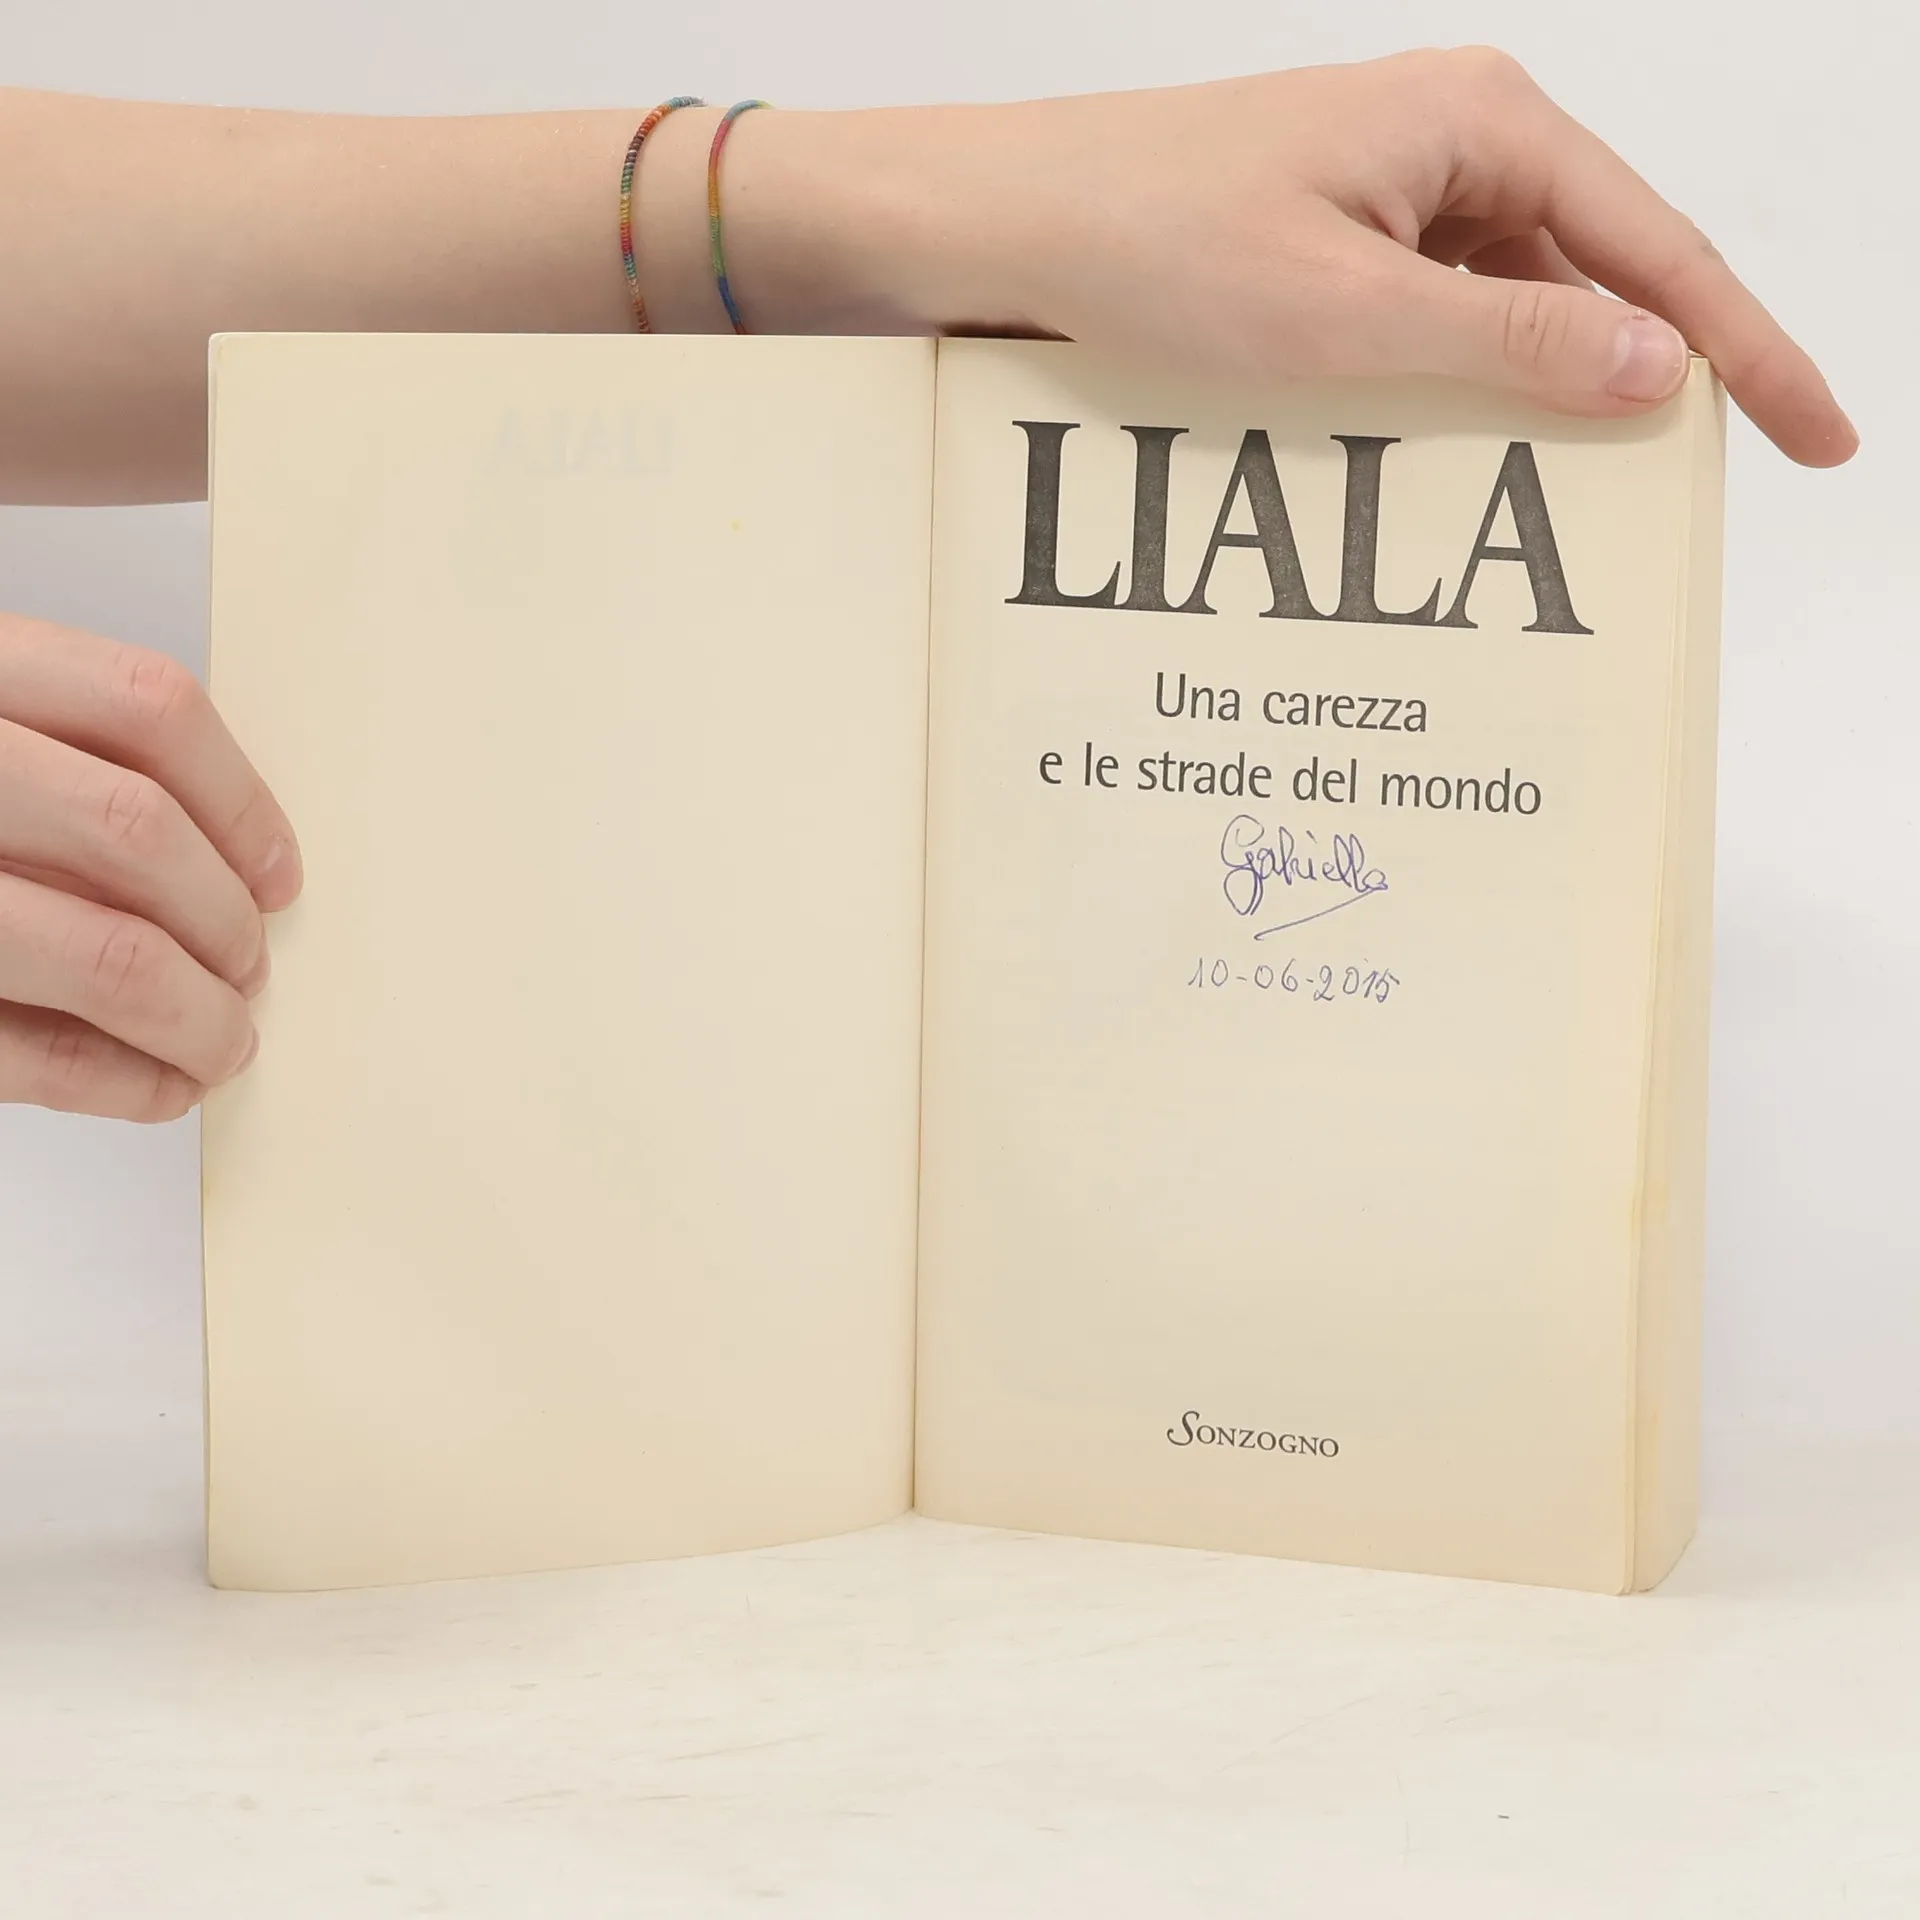 LIALA
Una carezza
e le strade del mondo
Gabriella
10-06-2015
SONZOGNO